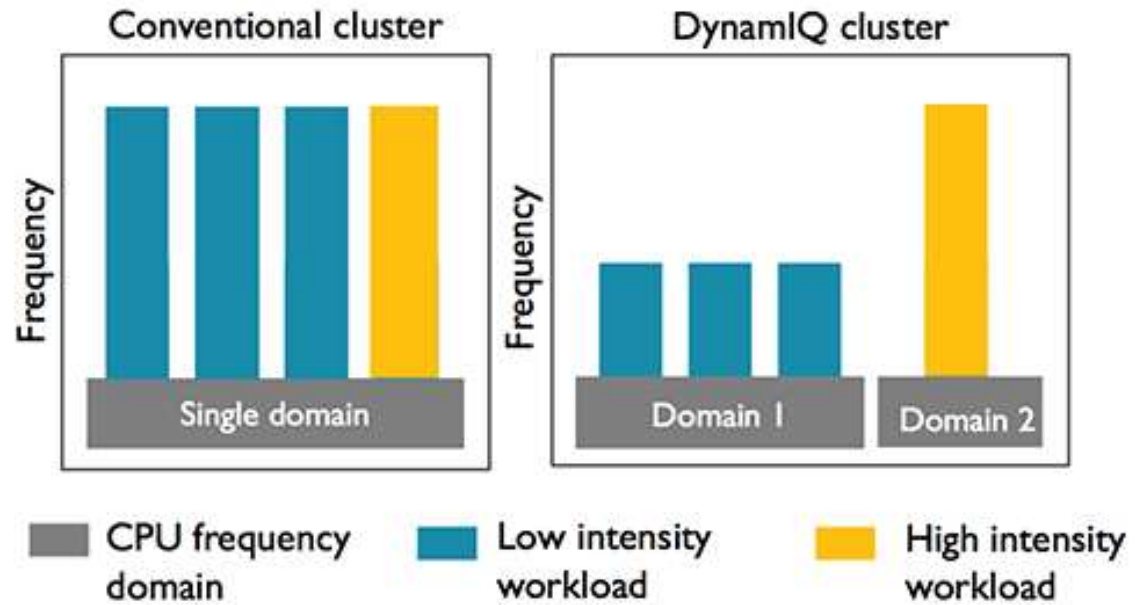 Conventional cluster
DynamIQ cluster
Frequency
Single domain
Frequency
Domain 1
Domain 2
CPU frequency
domain
Low intensity
workload
High intensity
workload